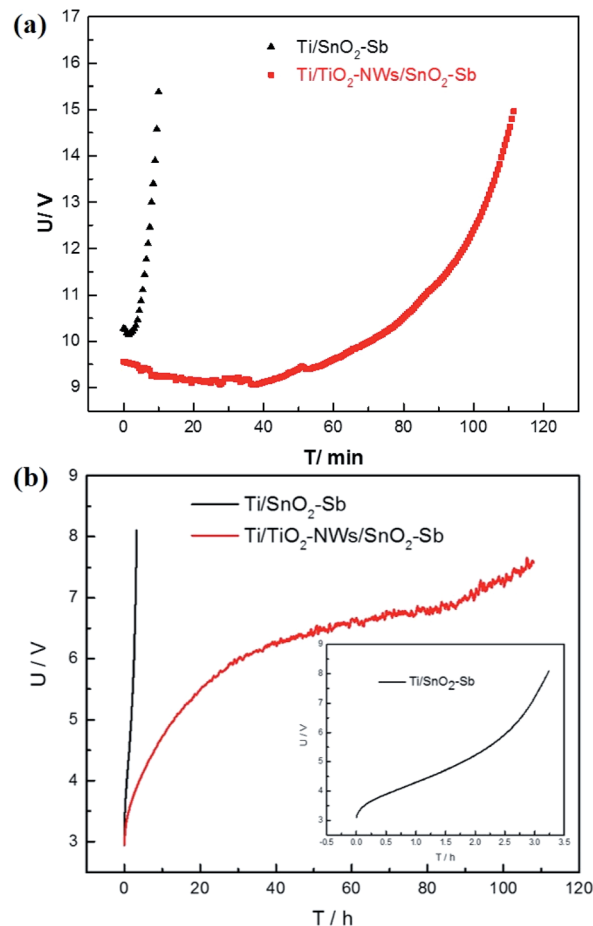 (a)
17
16
15
14
13
12
11
10
9
U/ V
Ti/SnO₂-Sb
Ti/TiO₂-NWs/SnO₂-Sb
0 20 40 60 80 100 120
T/ min
(b)
9
8
7
6
5
4
3
U / V
Ti/SnO₂-Sb
Ti/TiO₂-NWs/SnO₂-Sb
9
8
7
6
5
4
3
U / V
Ti/SnO₂-Sb
-0.5 0.0 0.5 1.0 1.5 2.0 2.5 3.0 3.5
T / h
0 20 40 60 80 100 120
T / h